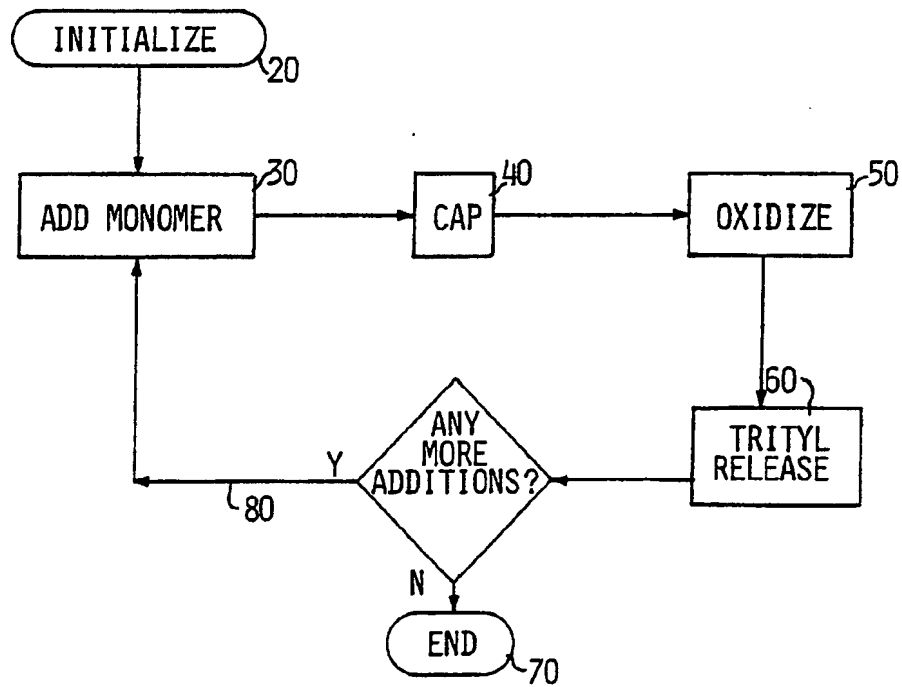 INITIALIZE
20
30
ADD MONOMER
40
CAP
50
OXIDIZE
60
TRITYL
RELEASE
ANY
MORE
ADDITIONS?
Y
80
N
END
70